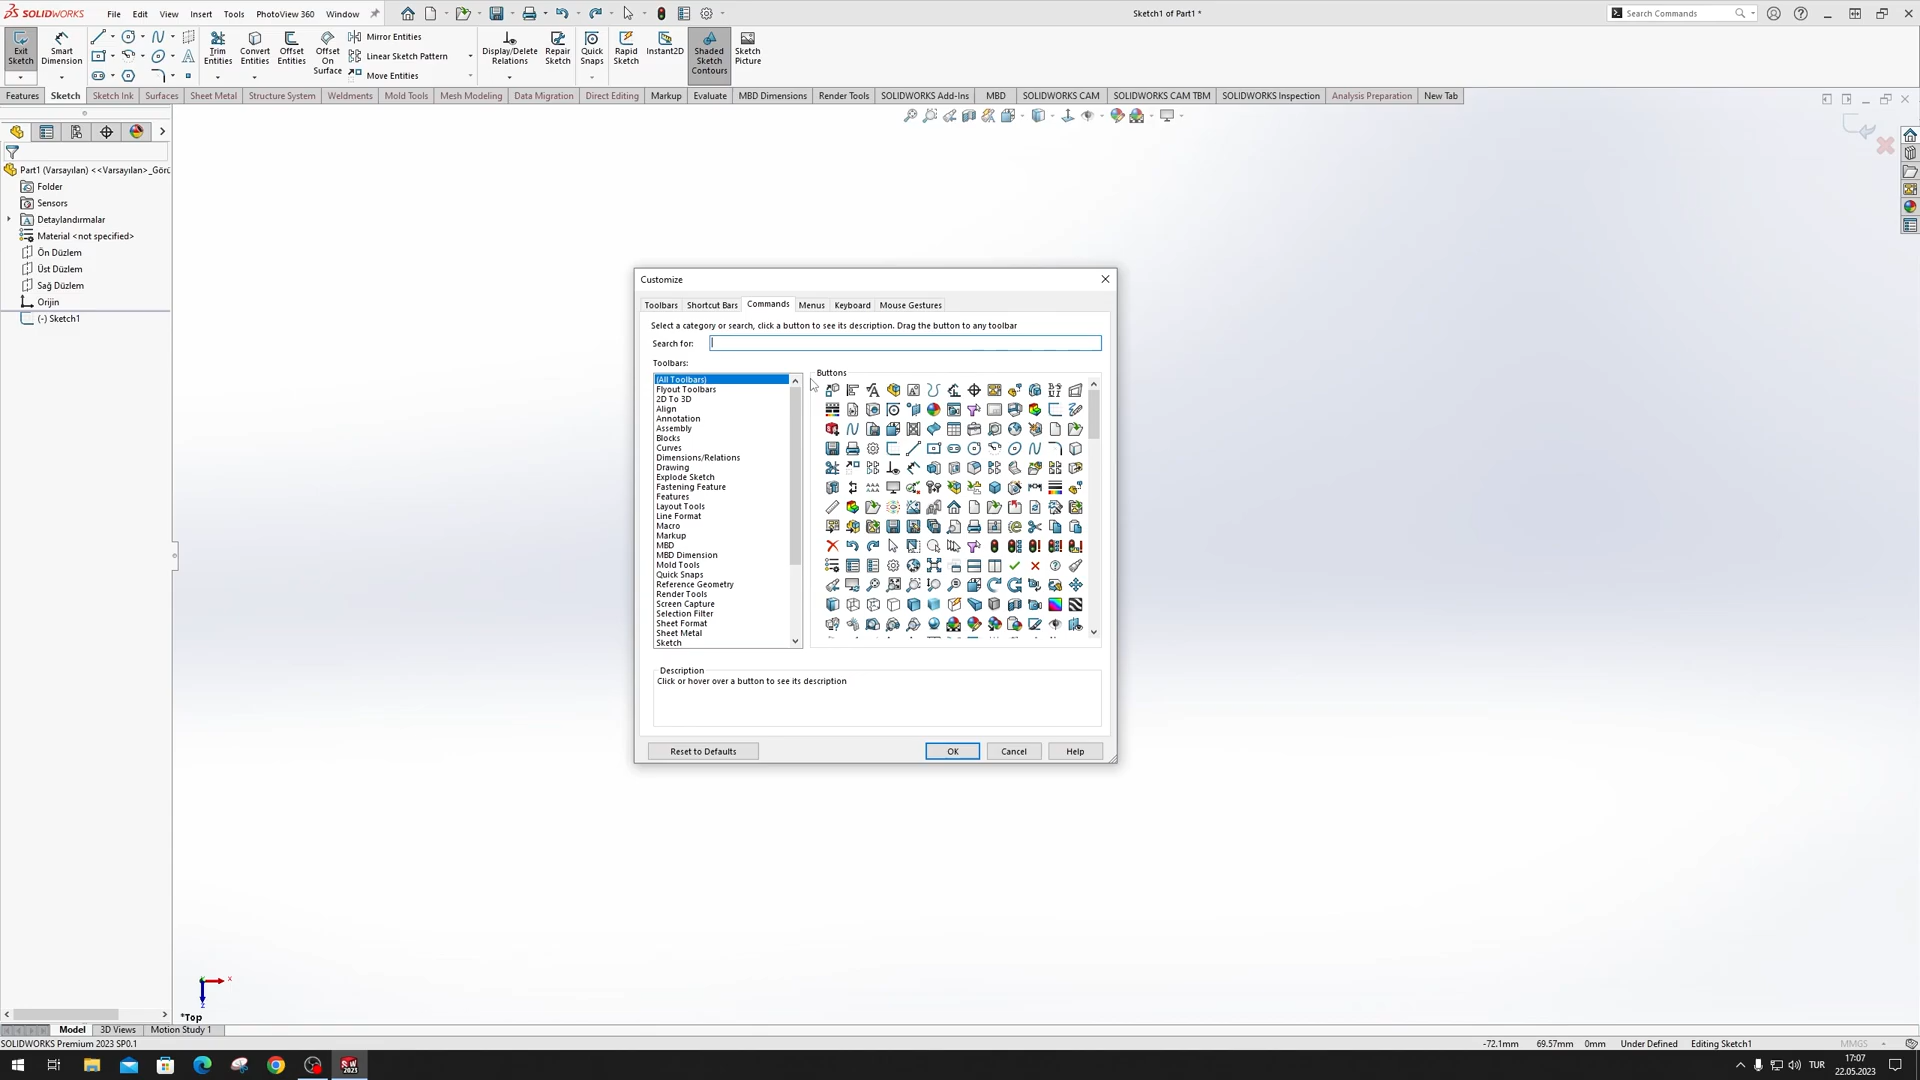 SOLIDWORKS File Edit View Insert Tools PhotoView 360 Window Sketch1 of Part1 * Search Commands
Exit Sketch
Smart Dimension
Trim Entities
Convert Entities
Offset Entities
Offset On Surface
Mirror Entities
Linear Sketch Pattern
Move Entities
Display/Delete Relations
Repair Sketch
Quick Snaps
Rapid Sketch
Instant2D
Shaded Sketch Contours
Sketch Picture
Features Sketch Sketch Ink Surfaces Sheet Metal Structure System Weldments Mold Tools Mesh Modeling Data Migration Direct Editing Markup Evaluate MBD Dimensions Render Tools SOLIDWORKS Add-Ins MBD SOLIDWORKS CAM SOLIDWORKS CAM TBM SOLIDWORKS Inspection Analysis Preparation New Tab
Part1 (Varsayılan) <<Varsayılan>_Görü
Folder
Sensors
Detaylandırmalar
Material <not specified>
Ön Düzlem
Üst Düzlem
Sağ Düzlem
Orijin
(-) Sketch1
Customize
Toolbars Shortcut Bars Commands Menus Keyboard Mouse Gestures
Select a category or search, click a button to see its description. Drag the button to any toolbar
Search for:
Toolbars:
Buttons
(All Toolbars)
Flyout Toolbars
2D To 3D
Align
Annotation
Assembly
Blocks
Curves
Dimensions/Relations
Drawing
Explode Sketch
Fastening Feature
Features
Layout Tools
Line Format
Macro
Markup
MBD
MBD Dimension
Mold Tools
Quick Snaps
Reference Geometry
Render Tools
Screen Capture
Selection Filter
Sheet Format
Sheet Metal
Sketch
Description
Click or hover over a button to see its description
Reset to Defaults OK Cancel Help
x
*Top
Model 3D Views Motion Study 1
SOLIDWORKS Premium 2023 SP0.1 -72.1mm 69.57mm 0mm Under Defined Editing Sketch1 MMGS
TUR
17:07
22.05.2023